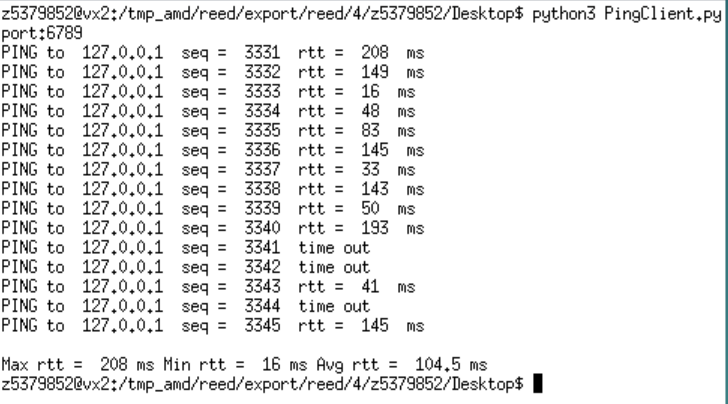 z5379852@vx2:/tmp_amd/reed/export/reed/4/z5379852/Desktop$ python3 PingClient.py
port:6789
PING to  127.0.0.1  seq =  3331  rtt =  208  ms
PING to  127.0.0.1  seq =  3332  rtt =  149  ms
PING to  127.0.0.1  seq =  3333  rtt =  16  ms
PING to  127.0.0.1  seq =  3334  rtt =  48  ms
PING to  127.0.0.1  seq =  3335  rtt =  83  ms
PING to  127.0.0.1  seq =  3336  rtt =  145  ms
PING to  127.0.0.1  seq =  3337  rtt =  33  ms
PING to  127.0.0.1  seq =  3338  rtt =  143  ms
PING to  127.0.0.1  seq =  3339  rtt =  50  ms
PING to  127.0.0.1  seq =  3340  rtt =  193  ms
PING to  127.0.0.1  seq =  3341  time out
PING to  127.0.0.1  seq =  3342  time out
PING to  127.0.0.1  seq =  3343  rtt =  41  ms
PING to  127.0.0.1  seq =  3344  time out
PING to  127.0.0.1  seq =  3345  rtt =  145  ms
Max rtt =  208 ms Min rtt =  16 ms Avg rtt =  104.5 ms
z5379852@vx2:/tmp_amd/reed/export/reed/4/z5379852/Desktop$